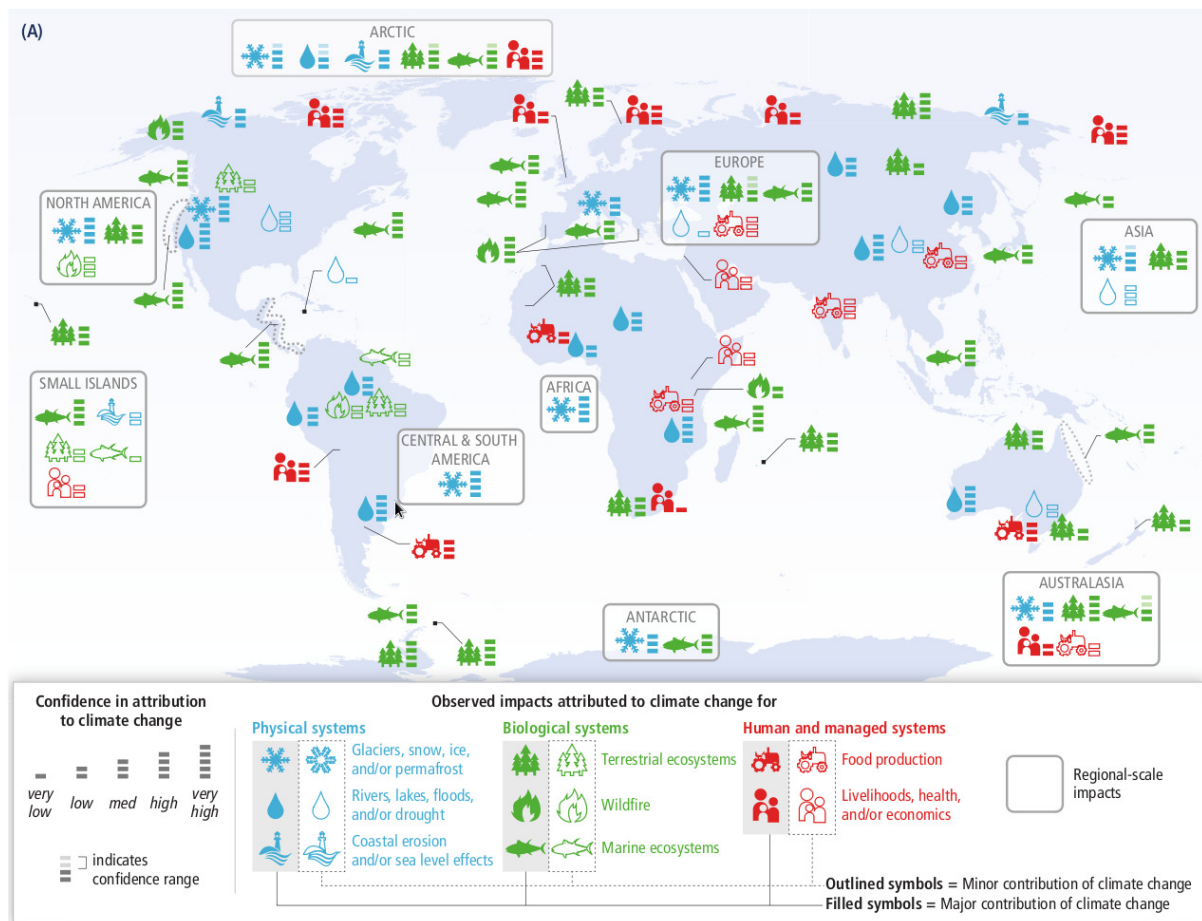 (A)
ARCTIC
NORTH AMERICA
EUROPE
ASIA
SMALL ISLANDS
AFRICA
CENTRAL & SOUTH
AMERICA
ANTARCTIC
AUSTRALASIA
Confidence in attribution
to climate change
very
low
low
med
high
very
high
indicates
confidence range
Observed impacts attributed to climate change for
Physical systems
Glaciers, snow, ice,
and/or permafrost
Rivers, lakes, floods,
and/or drought
Coastal erosion
and/or sea level effects
Biological systems
Terrestrial ecosystems
Wildfire
Marine ecosystems
Human and managed systems
Food production
Livelihoods, health,
and/or economics
Regional-scale
impacts
Outlined symbols = Minor contribution of climate change
Filled symbols = Major contribution of climate change